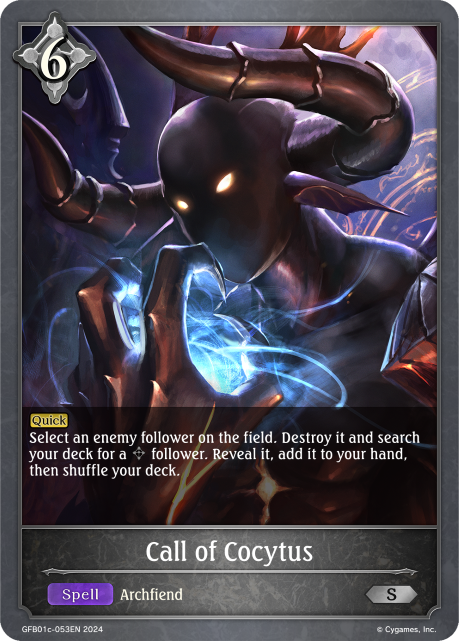 6
Quick
Select an enemy follower on the field. Destroy it and search
your deck for a follower. Reveal it, add it to your hand,
then shuffle your deck.
Call of Cocytus
Spell Archfiend S
GFB01c-053EN 2024 © Cygames, Inc.